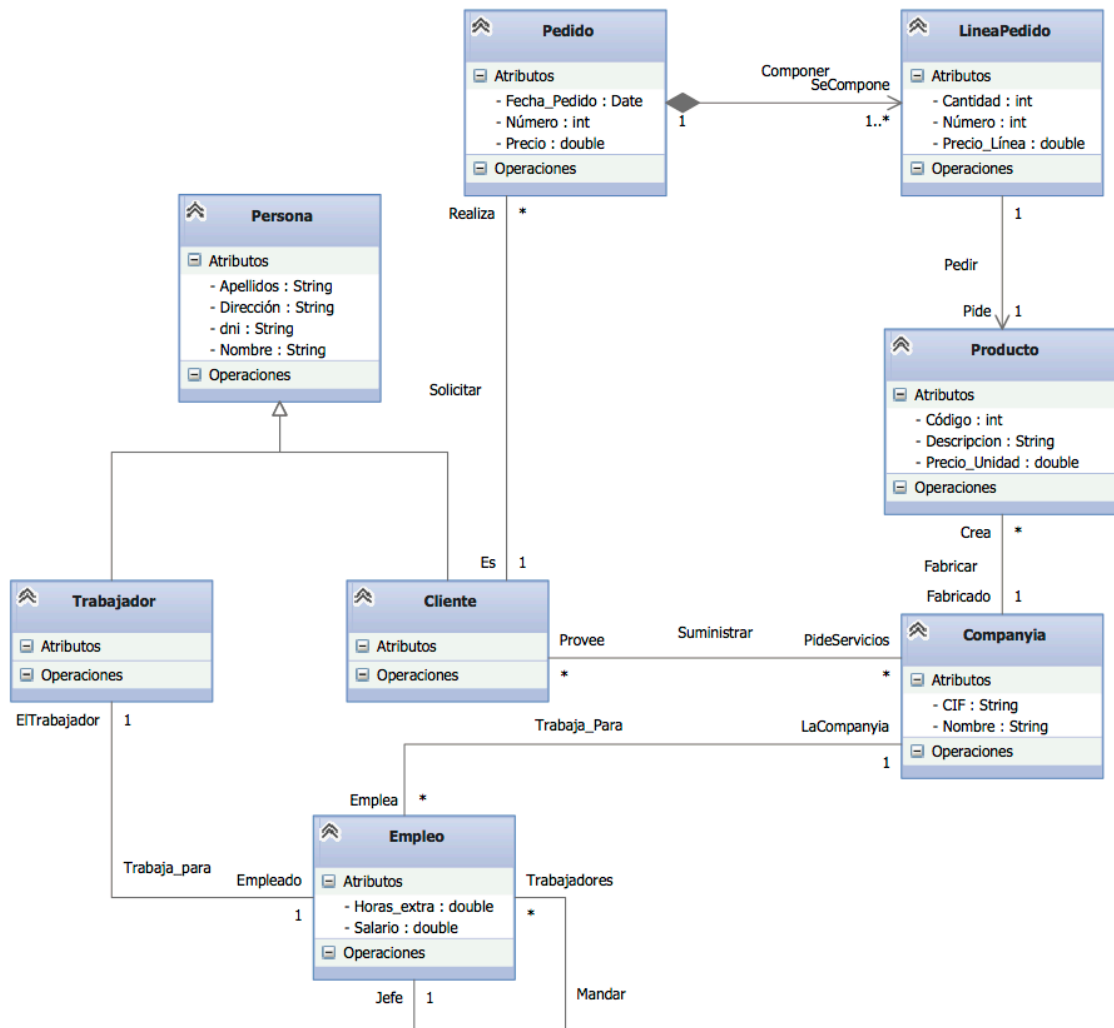 Pedido
Atributos
- Fecha_Pedido : Date
- Número : int
- Precio : double
Operaciones
Componer
SeCompone
1
1..*
LineaPedido
Atributos
- Cantidad : int
- Número : int
- Precio_Línea : double
Operaciones
Persona
Atributos
- Apellidos : String
- Dirección : String
- dni : String
- Nombre : String
Operaciones
Realiza
*
Solicitar
Es
1
1
Pedir
Pide
1
Producto
Atributos
- Código : int
- Descripcion : String
- Precio_Unidad : double
Operaciones
Crea
*
Fabricar
Fabricado
1
Trabajador
Atributos
Operaciones
Cliente
Atributos
Operaciones
Provee
*
Suministrar
PideServicios
*
Companyia
Atributos
- CIF : String
- Nombre : String
Operaciones
ElTrabajador
1
Trabaja_Para
LaCompanyia
1
Emplea
*
Trabaja_para
Empleado
1
Empleo
Atributos
- Horas_extra : double
- Salario : double
Operaciones
Trabajadores
*
Jefe
1
Mandar